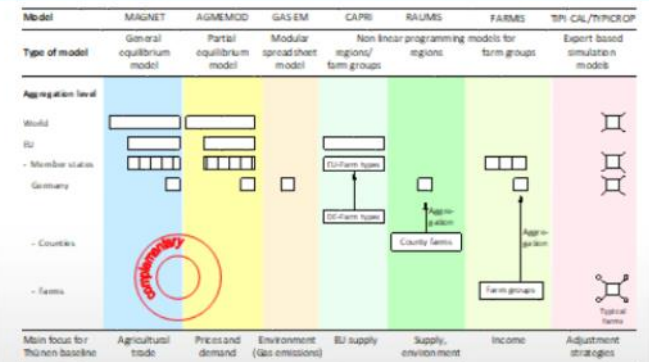 Model MAGNET AGMEMOD GAS-EM CAPRI RAUMIS FARMIS TIPI-CAL/TYPICROP
Type of model General equilibrium model Partial equilibrium model Modular spreadsheet model Non linear programming models for regions/ farm groups regions farm groups Expert based simulation models
Aggregation level
World
EU
- Member states EU-Farm types
Germany
DE-Farm types
Aggre-
gation
- Counties County farms Aggre-
gation
complementary
- Farms Farm groups
Typical
farms
Main focus for Agricultural Prices and Environment EU supply Supply, Income Adjustment
Thünen baseline trade demand (Gas emissions) environment strategies